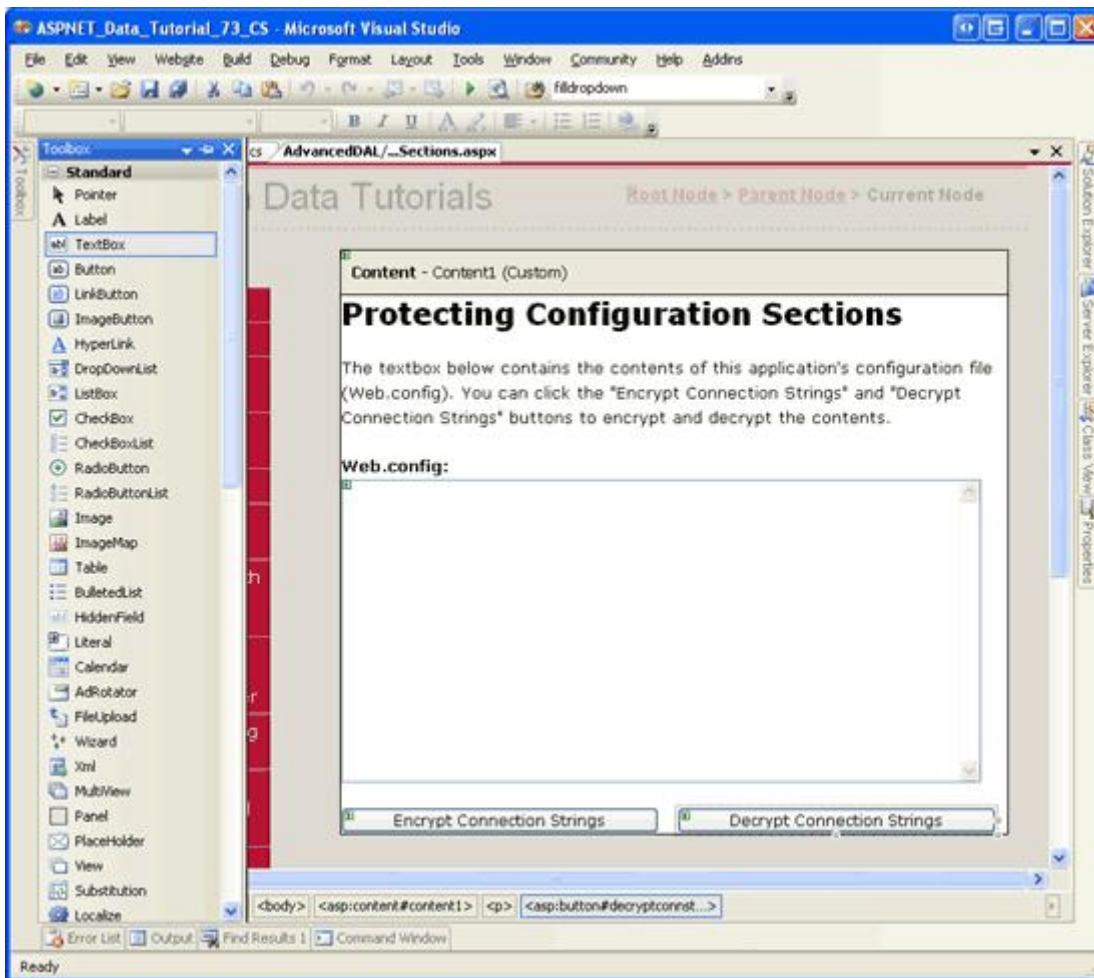 ASPNET_Data_Tutorial_73_CS - Microsoft Visual Studio
File Edit View Website Build Debug Format Layout Tools Window Community Help Addins
filldropdown
B I U A
Toolbox
cs AdvancedDAL/...Sections.aspx
Toolbox
Standard
Pointer
Label
TextBox
Button
LinkButton
ImageButton
HyperLink
DropDownList
ListBox
CheckBox
CheckBoxList
RadioButton
RadioButtonList
Image
ImageMap
Table
BulletedList
HiddenField
Literal
Calendar
AdRotator
FileUpload
Wizard
Xml
MultiView
Panel
PlaceHolder
View
Substitution
Localize
Data Tutorials
Root Node > Parent Node > Current Node
Content - Content1 (Custom)
Protecting Configuration Sections
The textbox below contains the contents of this application's configuration file
(Web.config). You can click the "Encrypt Connection Strings" and "Decrypt
Connection Strings" buttons to encrypt and decrypt the contents.
Web.config:
Encrypt Connection Strings Decrypt Connection Strings
Solution Explorer
Server Explorer
Class View
Properties
<body> <asp:content#content1> <p> <asp:button#decryptconnst...>
Error List Output Find Results 1 Command Window
Ready